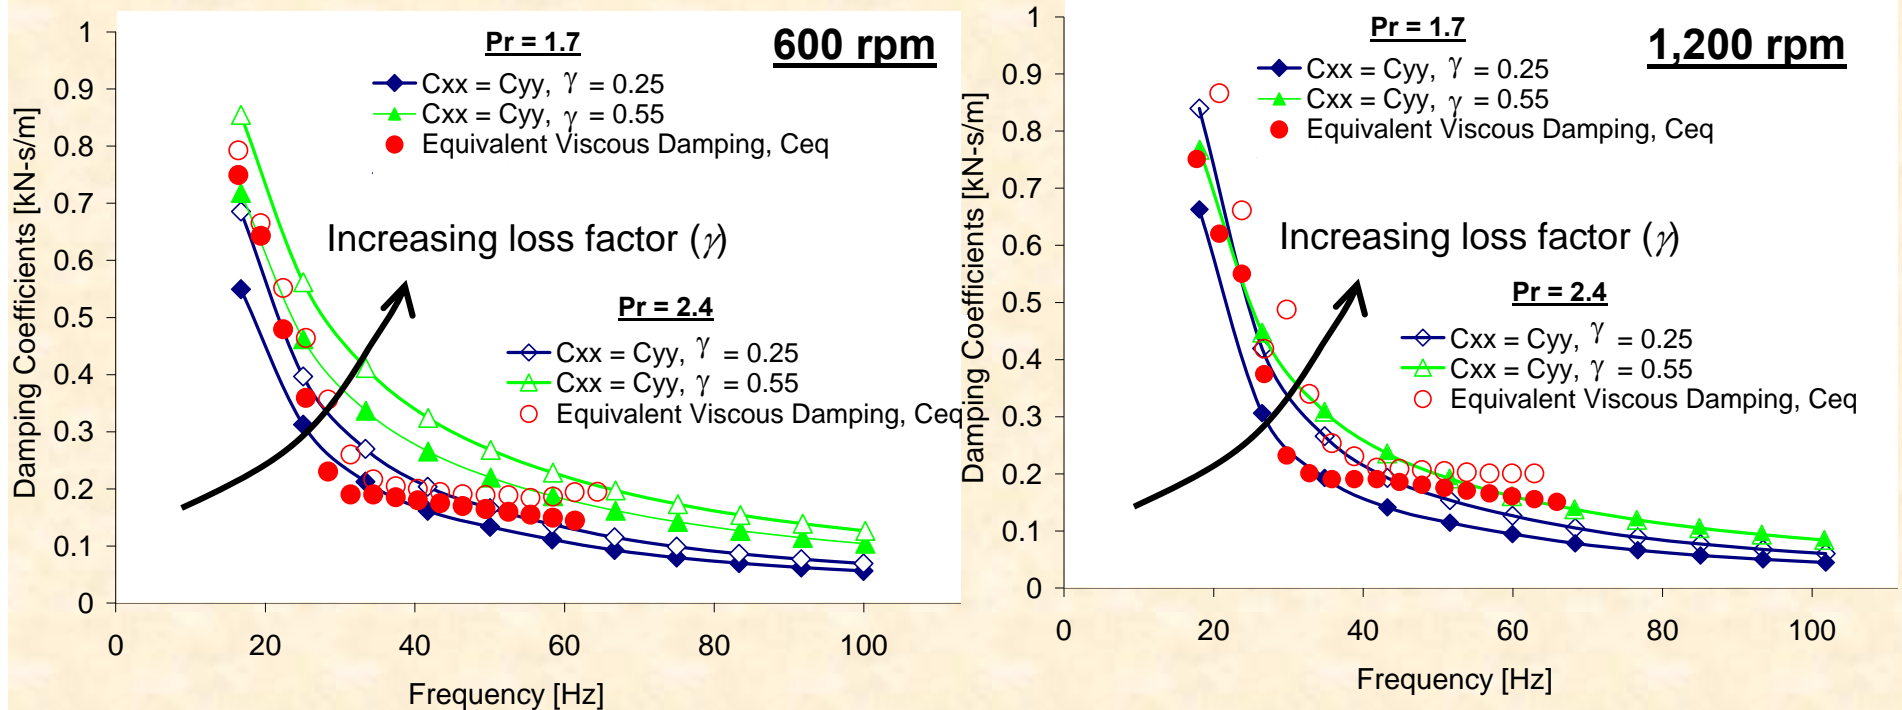 600 rpm
Pr = 1.7
Cxx = Cyy, γ = 0.25
Cxx = Cyy, γ = 0.55
Equivalent Viscous Damping, Ceq
Increasing loss factor (γ)
Pr = 2.4
Cxx = Cyy, γ = 0.25
Cxx = Cyy, γ = 0.55
Equivalent Viscous Damping, Ceq
Damping Coefficients [kN-s/m]
1
0.9
0.8
0.7
0.6
0.5
0.4
0.3
0.2
0.1
0
0 20 40 60 80 100
Frequency [Hz]
1,200 rpm
Pr = 1.7
Cxx = Cyy, γ = 0.25
Cxx = Cyy, γ = 0.55
Equivalent Viscous Damping, Ceq
Increasing loss factor (γ)
Pr = 2.4
Cxx = Cyy, γ = 0.25
Cxx = Cyy, γ = 0.55
Equivalent Viscous Damping, Ceq
Damping Coefficients [kN-s/m]
1
0.9
0.8
0.7
0.6
0.5
0.4
0.3
0.2
0.1
0
0 20 40 60 80 100
Frequency [Hz]